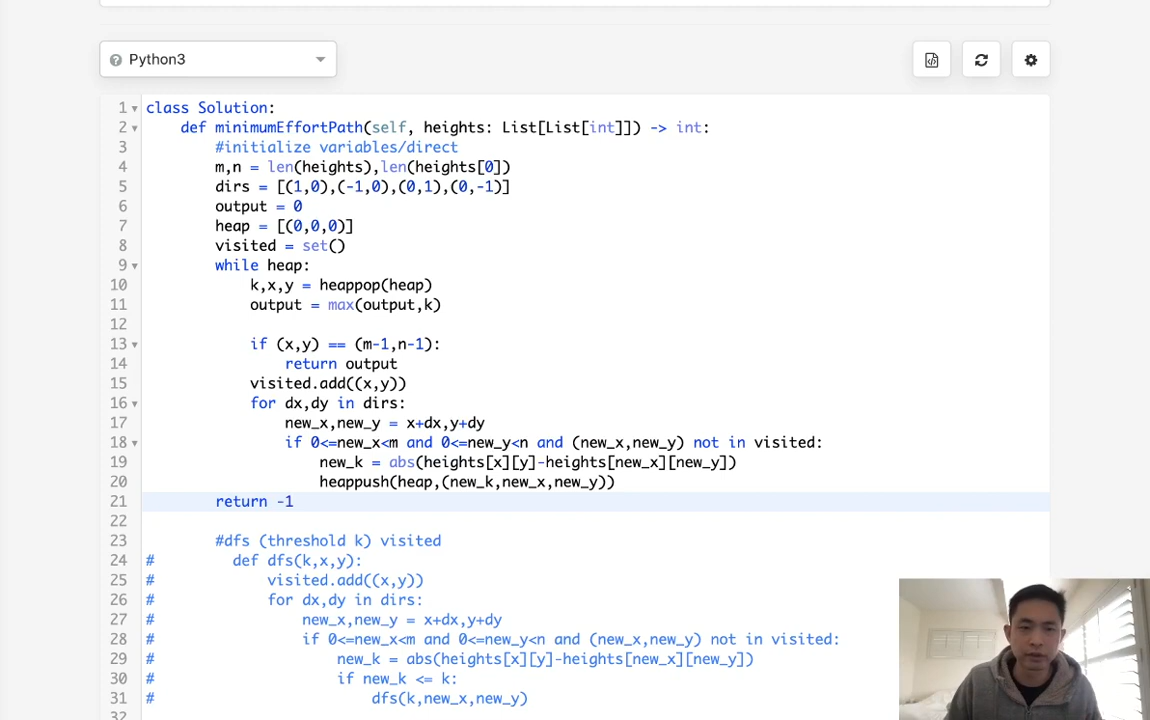 Python3
1 class Solution:
2 def minimumEffortPath(self, heights: List[List[int]]) -> int:
3 #initialize variables/direct
4 m,n = len(heights),len(heights[0])
5 dirs = [(1,0),(-1,0),(0,1),(0,-1)]
6 output = 0
7 heap = [(0,0,0)]
8 visited = set()
9 while heap:
10 k,x,y = heappop(heap)
11 output = max(output,k)
12
13 if (x,y) == (m-1,n-1):
14 return output
15 visited.add((x,y))
16 for dx,dy in dirs:
17 new_x,new_y = x+dx,y+dy
18 if 0<=new_x<m and 0<=new_y<n and (new_x,new_y) not in visited:
19 new_k = abs(heights[x][y]-heights[new_x][new_y])
20 heappush(heap,(new_k,new_x,new_y))
21 return -1
22
23 #dfs (threshold k) visited
24 # def dfs(k,x,y):
25 # visited.add((x,y))
26 # for dx,dy in dirs:
27 # new_x,new_y = x+dx,y+dy
28 # if 0<=new_x<m and 0<=new_y<n and (new_x,new_y) not in visited:
29 # new_k = abs(heights[x][y]-heights[new_x][new_y])
30 # if new_k <= k:
31 # dfs(k,new_x,new_y)
32